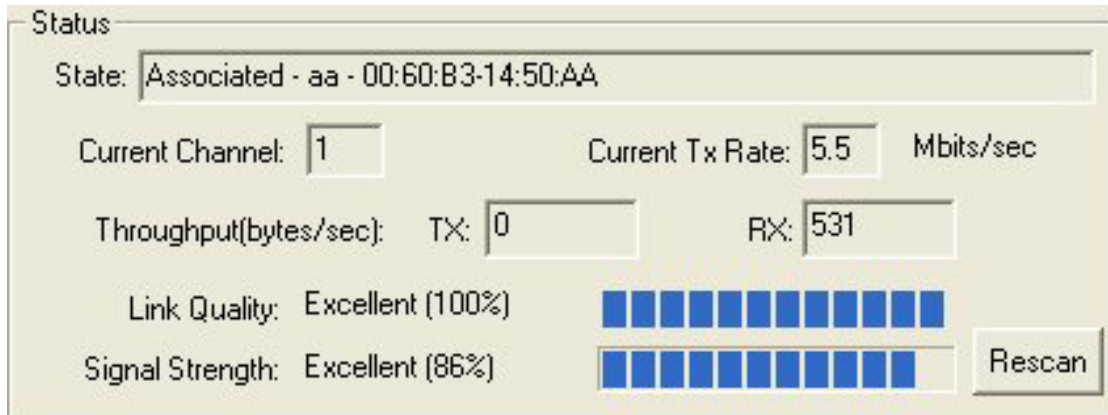 Status
State: Associated - aa - 00:60:B3-14:50:AA
Current Channel: 1 Current Tx Rate: 5.5 Mbits/sec
Throughput(bytes/sec): TX: 0 RX: 531
Link Quality: Excellent (100%)
Signal Strength: Excellent (86%) Rescan